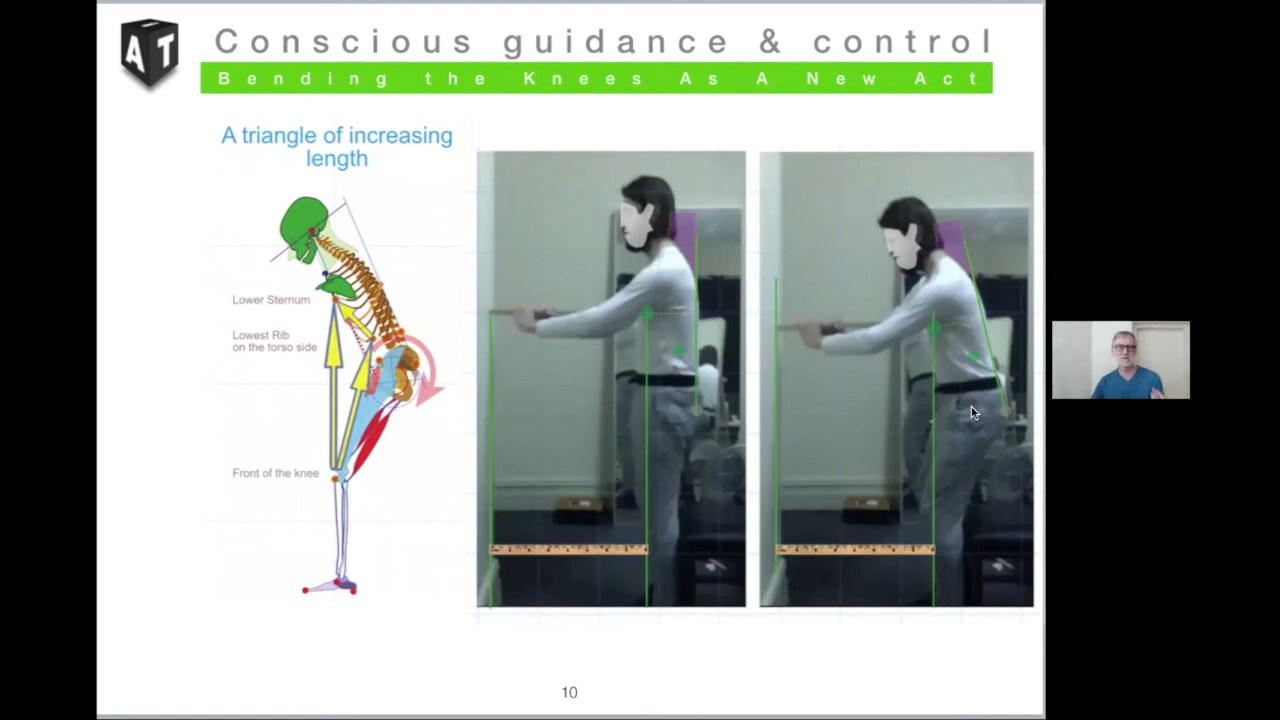 A T
Conscious guidance & control
Bending the Knees As A New Act
A triangle of increasing
length
Lower Sternum
Lowest Rib
on the torso side
Front of the knee
10